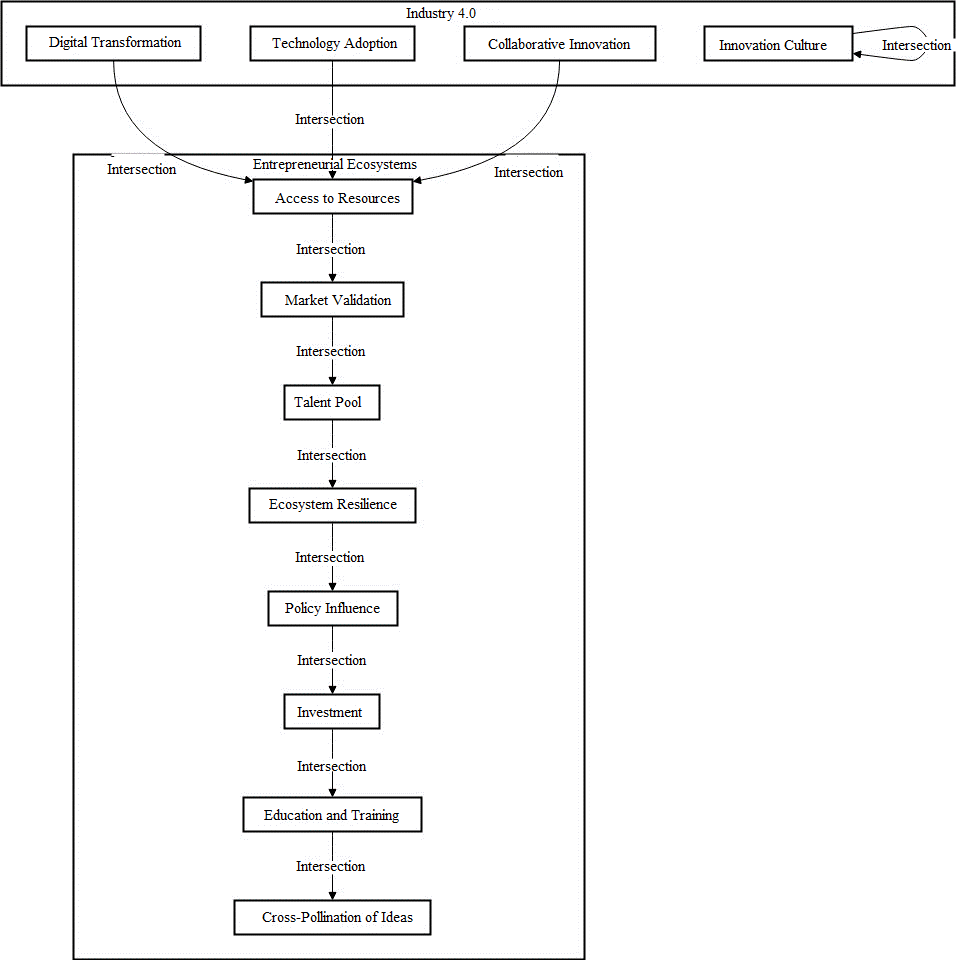 Industry 4.0
Digital Transformation
Technology Adoption
Collaborative Innovation
Innovation Culture
Intersection
Intersection
Intersection
Entrepreneurial Ecosystems
Intersection
Access to Resources
Intersection
Market Validation
Intersection
Talent Pool
Intersection
Ecosystem Resilience
Intersection
Policy Influence
Intersection
Investment
Intersection
Education and Training
Intersection
Cross-Pollination of Ideas